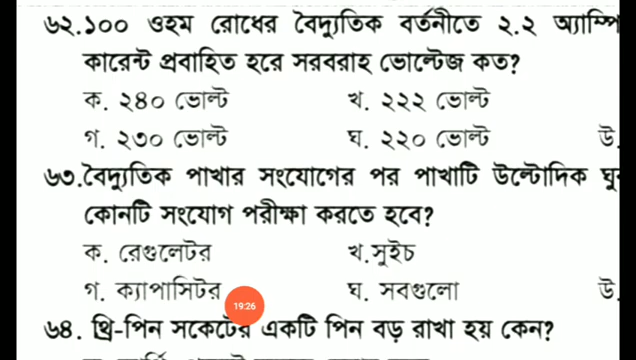 ৬২.১০০ ওহম রোধের বৈদ্যুতিক বর্তনীতে ২.২
কারেন্ট প্রবাহিত হরে সরবরাহ ভোল্টেজ কত?
ক. ২৪০ ভোল্ট খ. ২২২ ভোল্ট
গ. ২৩০ ভোল্ট ঘ. ২২০ ভোল্ট উ.
৬৩.বৈদ্যুতিক পাখার সংযোগের পর পাখাটি উল্টোদিক
কোনটি সংযোগ পরীক্ষা করতে হবে?
ক. রেগুলেটর খ.সুইচ
গ. ক্যাপাসিটর ঘ. সবগুলো উ.
19:26
৬৪. থ্রি-পিন সকেটের একটি পিন বড় রাখা হয় কেন?